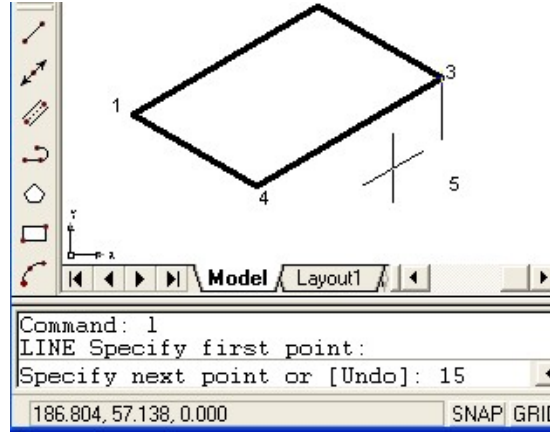 3
1
5
4
Y
X
Model Layout1
Command: l
LINE Specify first point:
Specify next point or [Undo]: 15
186.804, 57.138, 0.000 SNAP GRID